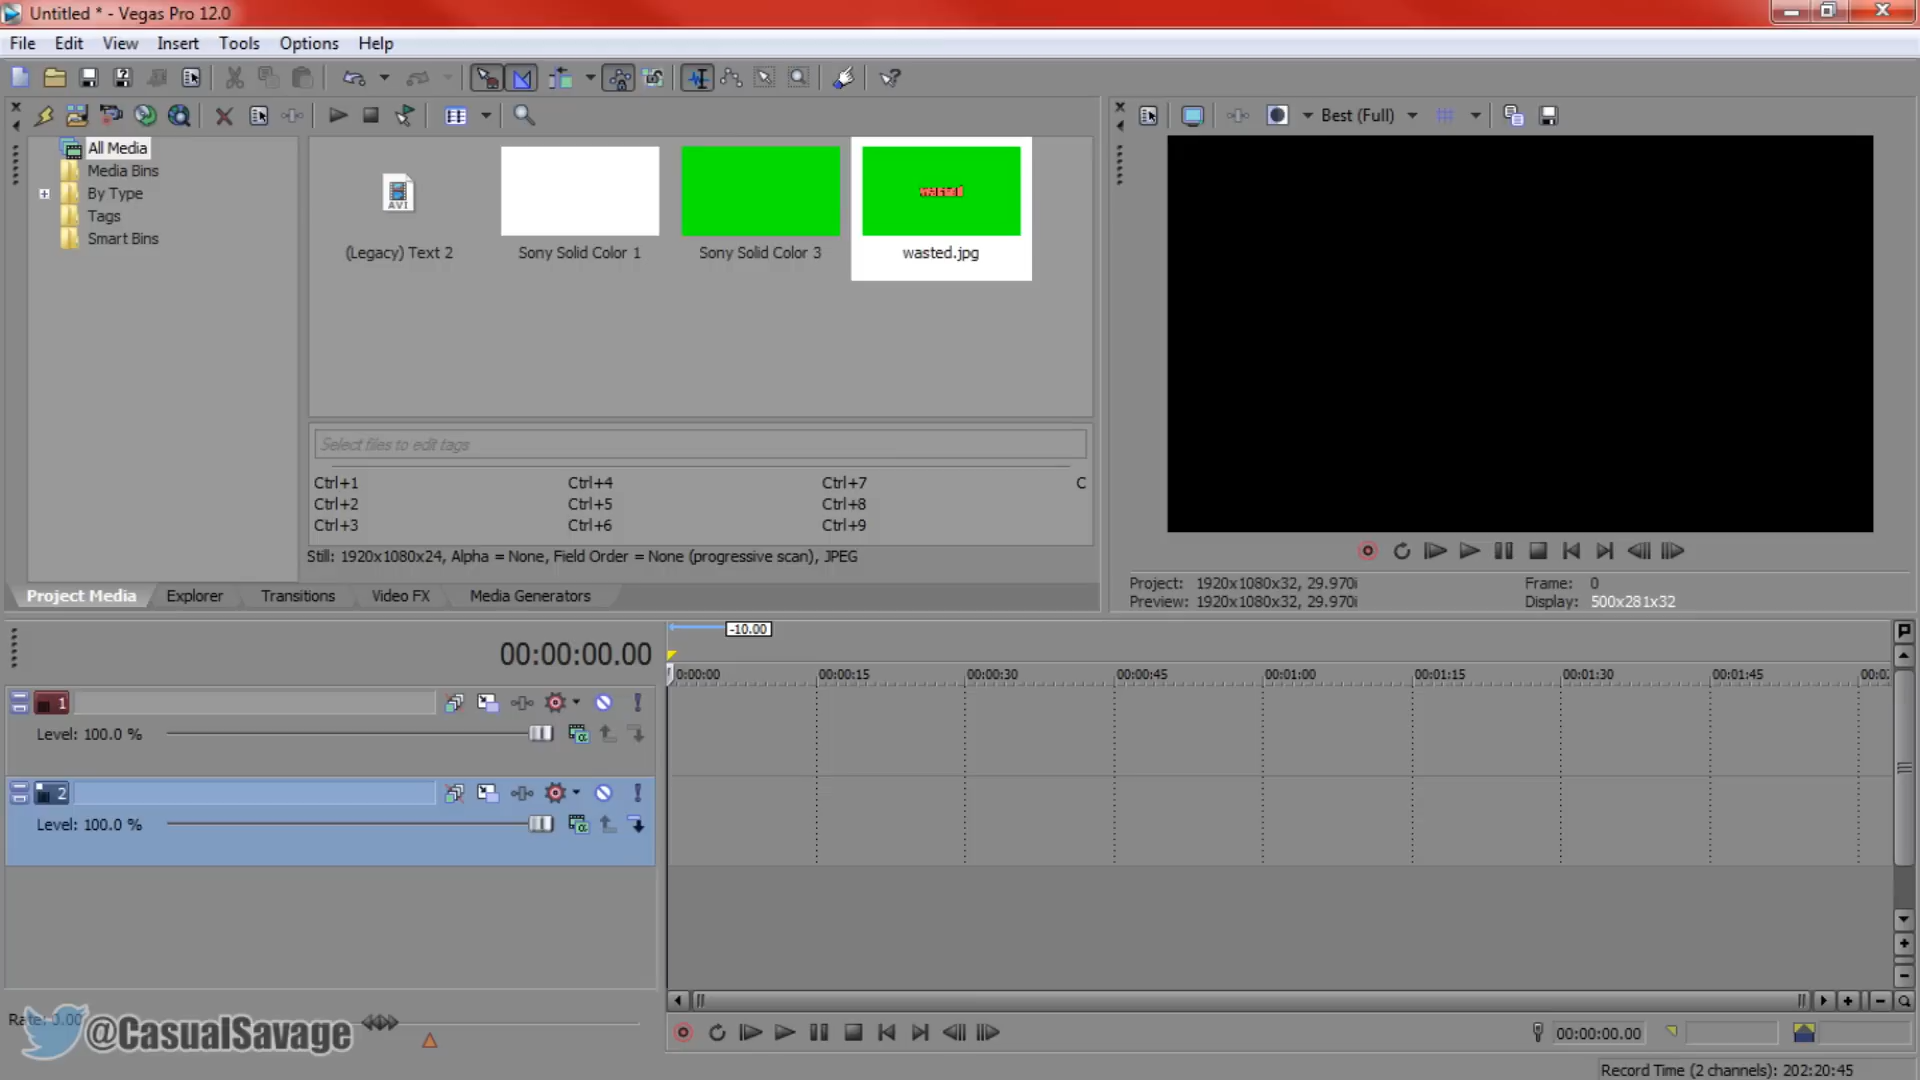 Untitled * - Vegas Pro 12.0
File Edit View Insert Tools Options Help
Best (Full)
All Media
Media Bins
By Type
Tags
Smart Bins
AVI
wasted
(Legacy) Text 2
Sony Solid Color 1
Sony Solid Color 3
wasted.jpg
Select files to edit tags
Ctrl+1 Ctrl+4 Ctrl+7 C
Ctrl+2 Ctrl+5 Ctrl+8
Ctrl+3 Ctrl+6 Ctrl+9
Still: 1920x1080x24, Alpha = None, Field Order = None (progressive scan), JPEG
Project Media Explorer Transitions Video FX Media Generators
Project: 1920x1080x32, 29.970i Frame: 0
Preview: 1920x1080x32, 29.970i Display: 500x281x32
-10.00
00:00:00.00
0:00:00 00:00:15 00:00:30 00:00:45 00:01:00 00:01:15 00:01:30 00:01:45
1
Level: 100.0 %
2
Level: 100.0 %
Rate: 0.00
@CasualSavage
00:00:00.00
Record Time (2 channels): 202:20:45